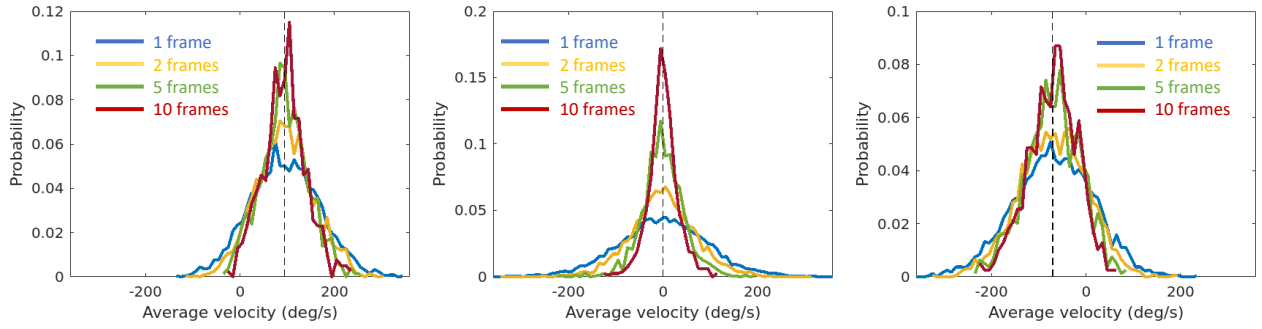 0.12
0.1
0.08
0.06
0.04
0.02
0
Probability
1 frame
2 frames
5 frames
10 frames
-200
0
200
Average velocity (deg/s)
0.2
0.15
0.1
0.05
0
Probability
1 frame
2 frames
5 frames
10 frames
-200
0
200
Average velocity (deg/s)
0.1
0.08
0.06
0.04
0.02
0
Probability
1 frame
2 frames
5 frames
10 frames
-200
0
200
Average velocity (deg/s)